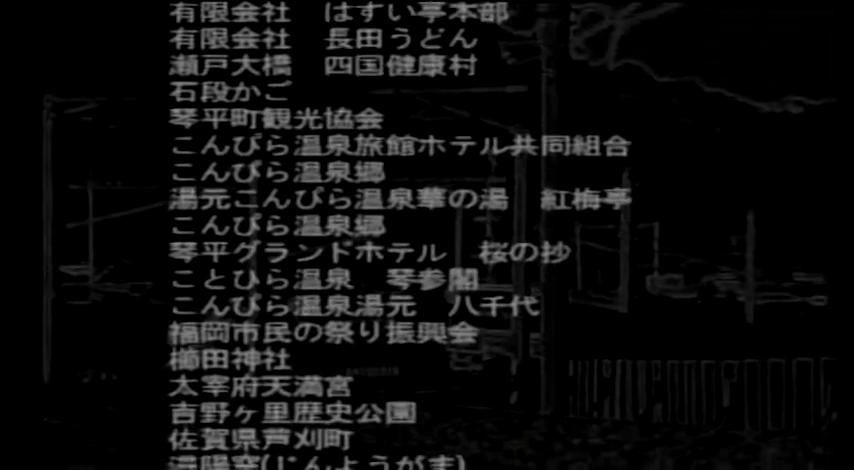 有限会社　はすい亭本部
有限会社　長田うどん
瀬戸大橋　四国健康村
石段かご
琴平町観光協会
こんぴら温泉旅館ホテル共同組合
こんぴら温泉郷
湯元こんぴら温泉華の湯　紅梅亭
こんぴら温泉郷
琴平グランドホテル　桜の抄
ことひら温泉　琴参閣
こんぴら温泉湯元　八千代
福岡市民の祭り振興会
櫛田神社
太宰府天満宮
吉野ヶ里歴史公園
佐賀県芦刈町
(じんようがま)